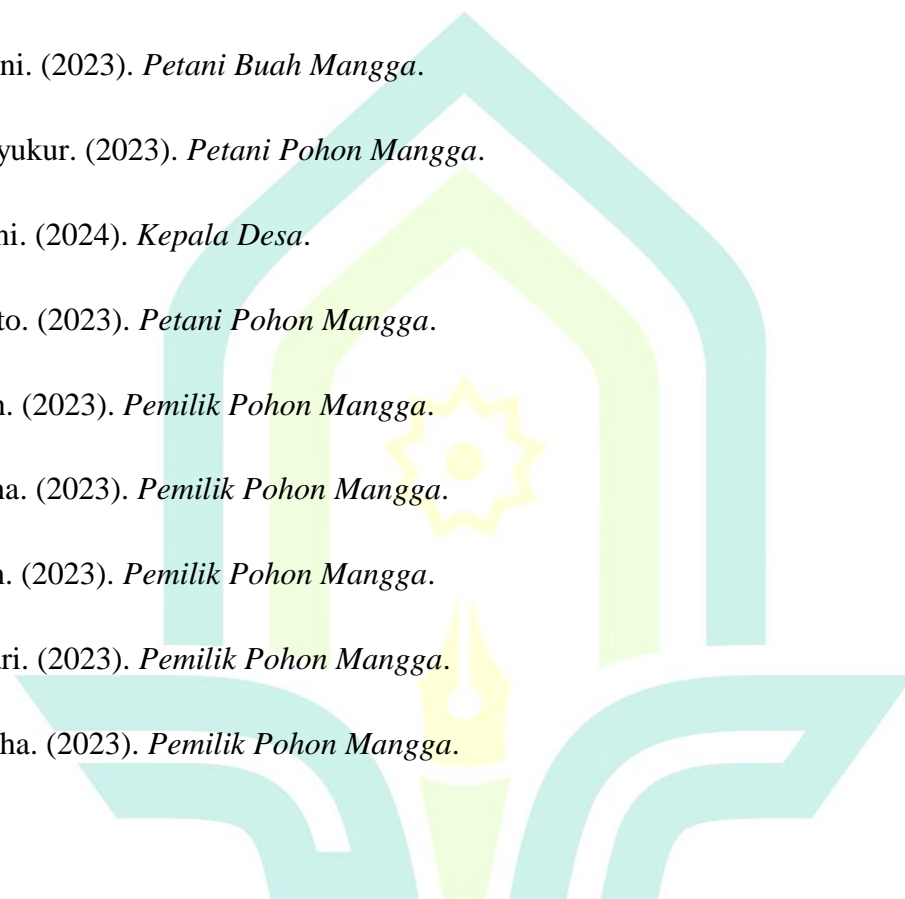 ni. (2023). Petani Buah Mangga.
yukur. (2023). Petani Pohon Mangga.
ni. (2024). Kepala Desa.
to. (2023). Petani Pohon Mangga.
(2023). Pemilik Pohon Mangga.
na. (2023). Pemilik Pohon Mangga.
(2023). Pemilik Pohon Mangga.
ri. (2023). Pemilik Pohon Mangga.
ha. (2023). Pemilik Pohon Mangga.